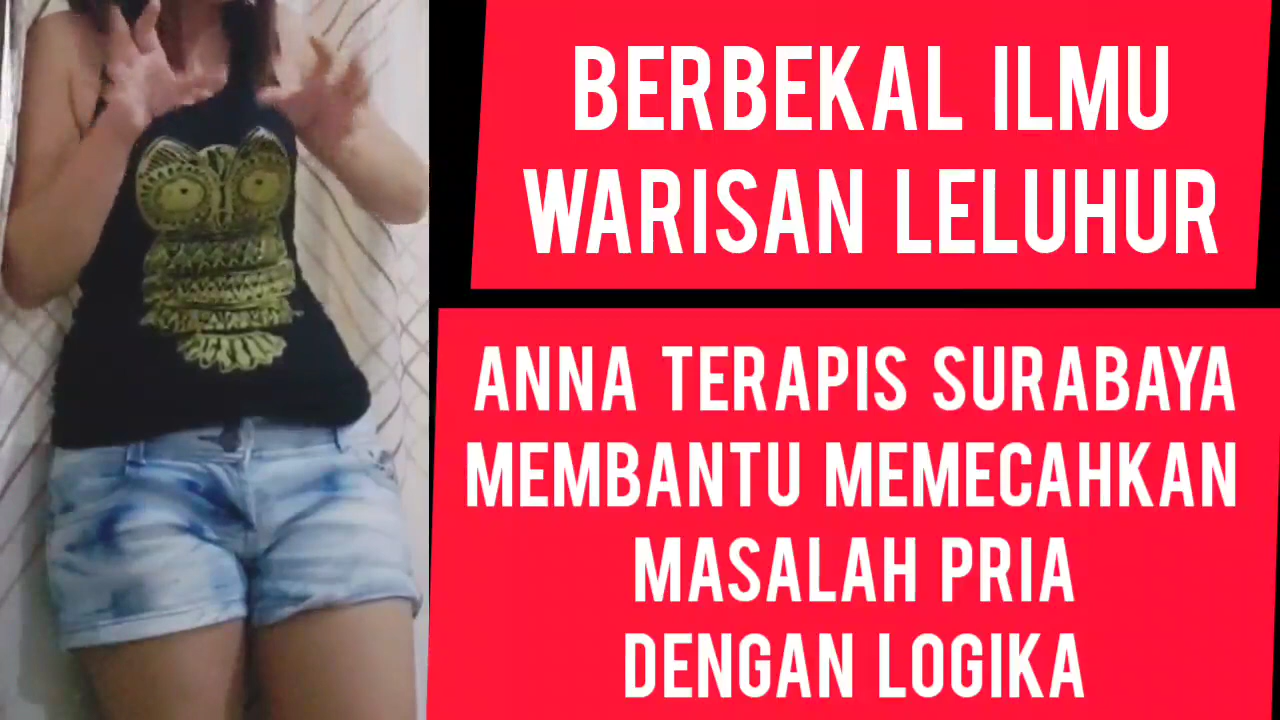 BERBEKAL ILMU
WARISAN LELUHUR
ANNA TERAPIS SURABAYA
MEMBANTU MEMECAHKAN
MASALAH PRIA
DENGAN LOGIKA